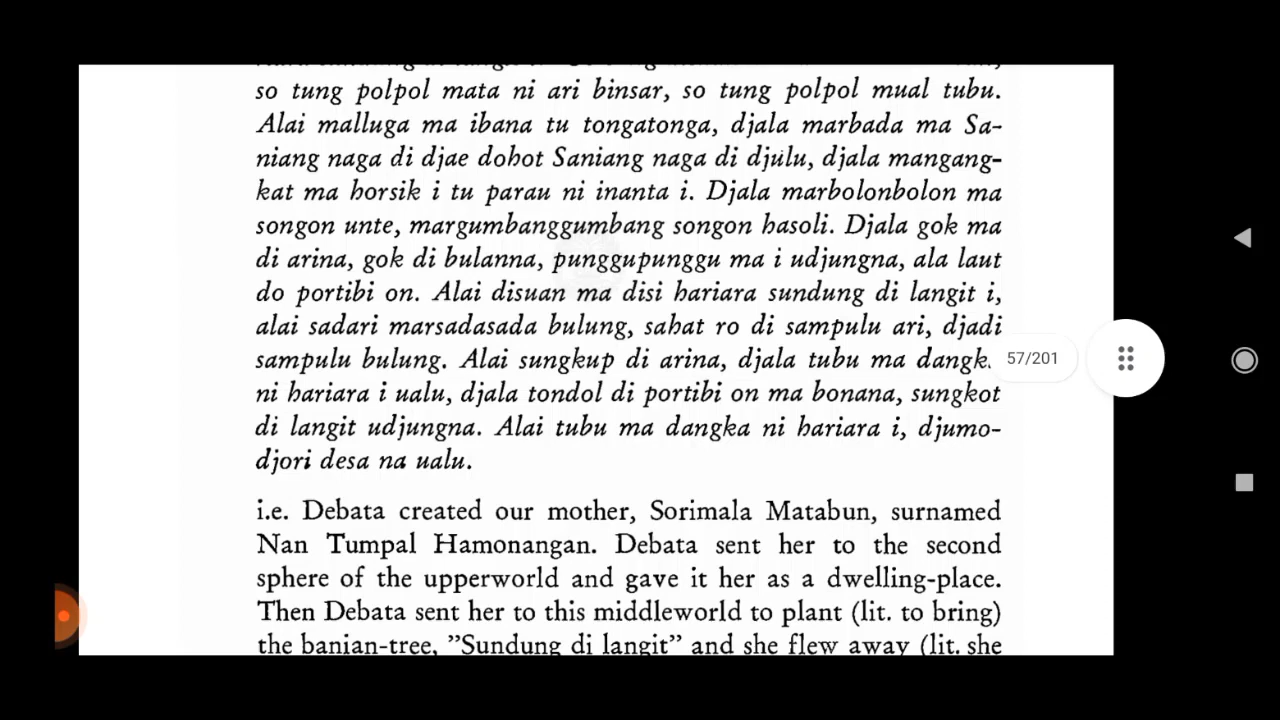 so tung polpol mata ni ari binsar, so tung polpol mual tubu.
Alai malluga ma ibana tu tongatonga, djala marbada ma Sa-
niang naga di djae dohot Saniang naga di djulu, djala mangang-
kat ma horsik i tu parau ni inanta i. Djala marbolonbolon ma
songon unte, margumbanggumbang songon hasoli. Djala gok ma
di arina, gok di bulanna, punggupunggu ma i udjungna, ala laut
do portibi on. Alai disuan ma disi hariara sundung di langit i,
alai sadari marsadasada bulung, sahat ro di sampulu ari, djadi
sampulu bulung. Alai sungkup di arina, djala tubu ma dangk
57/201
ni hariara i ualu, djala tondol di portibi on ma bonana, sungkot
di langit udjungna. Alai tubu ma dangka ni hariara i, djumo-
djori desa na ualu.
i.e. Debata created our mother, Sorimala Matabun, surnamed
Nan Tumpal Hamonangan. Debata sent her to the second
sphere of the upperworld and gave it her as a dwelling-place.
Then Debata sent her to this middleworld to plant (lit. to bring)
the banian-tree, ”Sundung di langit” and she flew away (lit. she